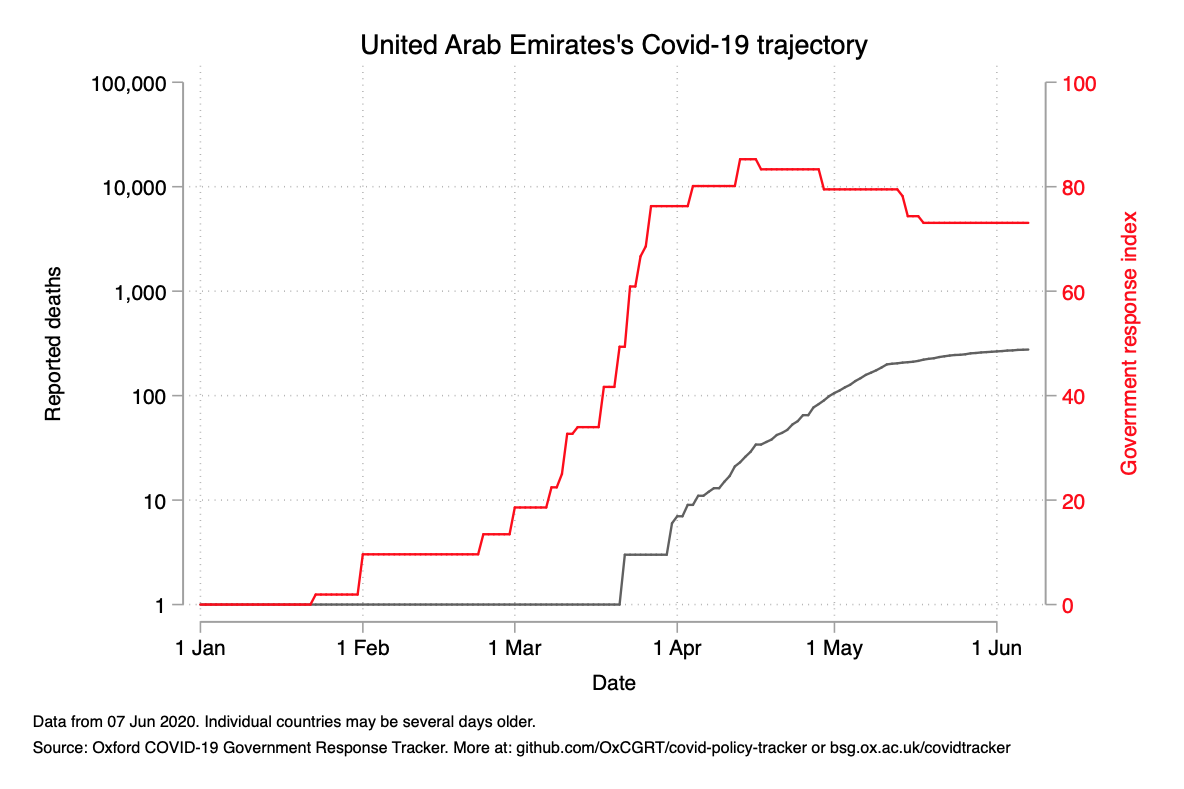 United Arab Emirates's Covid-19 trajectory
100,000
10,000
1,000
100
10
1
Reported deaths
100
80
60
40
20
0
Government response index
1 Jan 1 Feb 1 Mar 1 Apr 1 May 1 Jun
Date
Data from 07 Jun 2020. Individual countries may be several days older.
Source: Oxford COVID-19 Government Response Tracker. More at: github.com/OxCGRT/covid-policy-tracker or bsg.ox.ac.uk/covidtracker